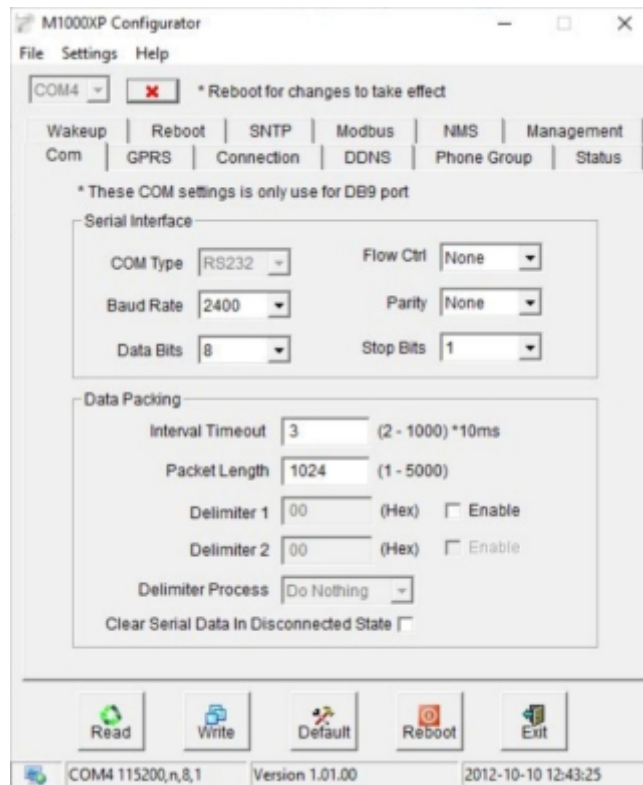 M1000XP Configurator
File Settings Help
COM4 * Reboot for changes to take effect
Wakeup Reboot SNTP Modbus NMS Management
Com GPRS Connection DDNS Phone Group Status
* These COM settings is only use for DB9 port
Serial Interface
COM Type RS232 Flow Ctrl None
Baud Rate 2400 Parity None
Data Bits 8 Stop Bits 1
Data Packing
Interval Timeout 3 (2 - 1000) *10ms
Packet Length 1024 (1 - 5000)
Delimiter 1 00 (Hex) Enable
Delimiter 2 00 (Hex) Enable
Delimiter Process Do Nothing
Clear Serial Data In Disconnected State
Read Write Default Reboot Exit
COM4 115200,n,8,1 Version 1.01.00 2012-10-10 12:43:25